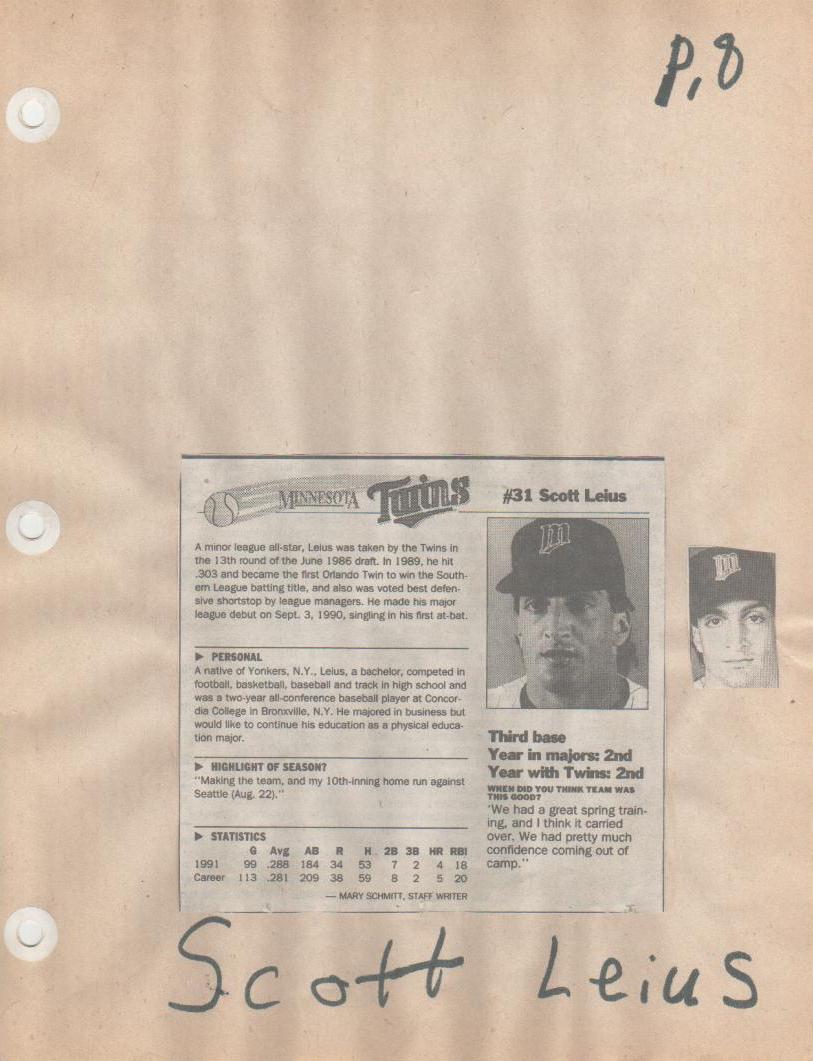 P. 8
MINNESOTA Twins
#31 Scott Leius
A minor league all-star, Leius was taken by the Twins in
the 13th round of the June 1986 draft. In 1989, he hit
.303 and became the first Orlando Twin to win the South-
ern League batting title, and also was voted best defen-
sive shortstop by league managers. He made his major
league debut on Sept. 3, 1990, singling in his first at-bat.
► PERSONAL
A native of Yonkers, N.Y., Leius, a bachelor, competed in
football, basketball, baseball and track in high school and
was a two-year all-conference baseball player at Concor-
dia College in Bronxville, N.Y. He majored in business but
would like to continue his education as a physical educa-
tion major.
► HIGHLIGHT OF SEASON?
"Making the team, and my 10th-inning home run against
Seattle (Aug. 22)."
► STATISTICS
G Avg AB R H 2B 3B HR RBI
1991 99 .288 184 34 53 7 2 4 18
Career 113 .281 209 38 59 8 2 5 20
— MARY SCHMITT, STAFF WRITER
m
Third base
Year in majors: 2nd
Year with Twins: 2nd
WHEN DID YOU THINK TEAM WAS
THIS GOOD?
'We had a great spring train-
ing, and I think it carried
over. We had pretty much
confidence coming out of
camp."
m
Scott Leius